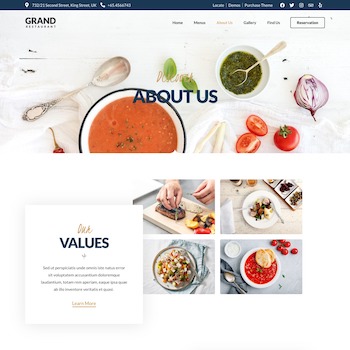 732/21 Second Street, King Street, UK
+65.4566743
Locate Demos Purchase Theme
GRAND
RESTAURANT
Home Menus About Us Gallery Find Us Reservation
Discover
ABOUT US
Our
VALUES
Sed ut perspiciatis unde omnis iste natus error
sit voluptatem accusantium doloremque
laudantium, totam rem aperiam, eaque ipsa quae
ab illo inventore veritatis et quasi
Learn More